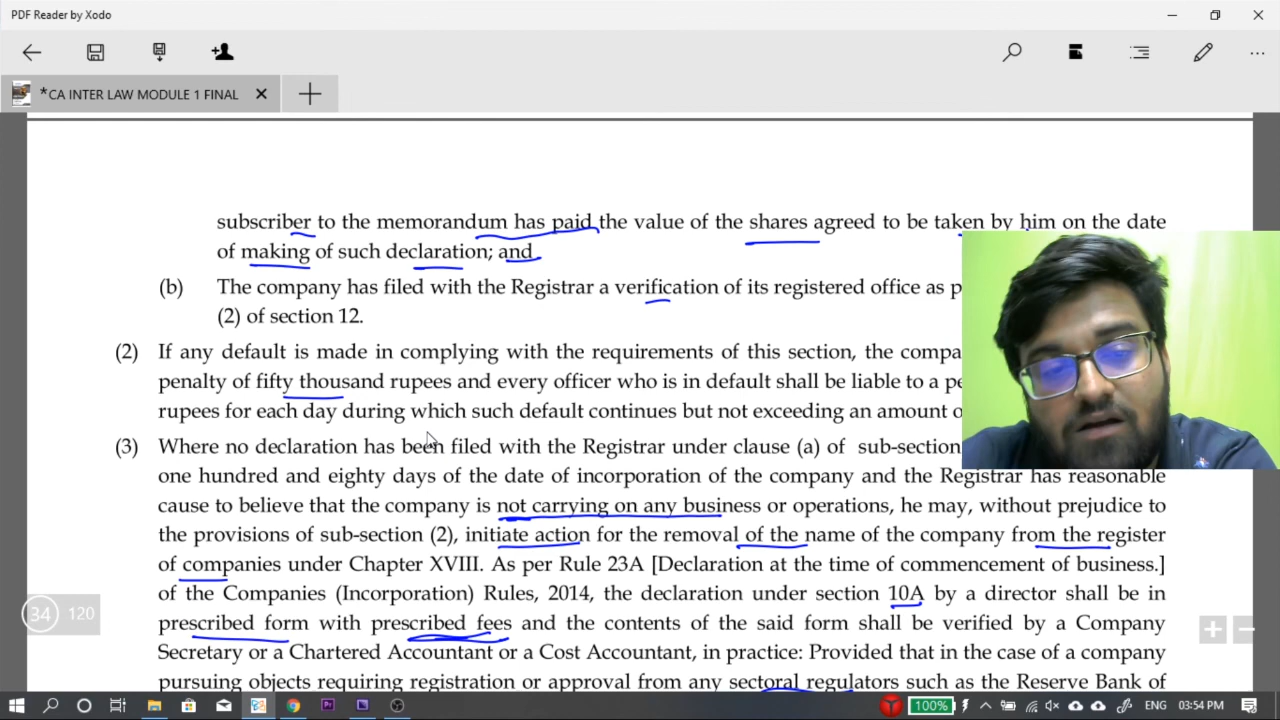 PDF Reader by Xodo
*CA INTER LAW MODULE 1 FINAL
subscriber to the memorandum has paid the value of the shares agreed to be taken by him on the date
of making of such declaration; and
(b) The company has filed with the Registrar a verification of its registered office as
(2) of section 12.
(2) If any default is made in complying with the requirements of this section, the
penalty of fifty thousand rupees and every officer who is in default shall be liable to a
rupees for each day during which such default continues but not exceeding an amount
(3) Where no declaration has been filed with the Registrar under clause (a) of sub-section
one hundred and eighty days of the date of incorporation of the company and the Registrar has reasonable
cause to believe that the company is not carrying on any business or operations, he may, without prejudice to
the provisions of sub-section (2), initiate action for the removal of the name of the company from the register
of companies under Chapter XVIII. As per Rule 23A [Declaration at the time of commencement of business.]
of the Companies (Incorporation) Rules, 2014, the declaration under section 10A by a director shall be in
prescribed form with prescribed fees and the contents of the said form shall be verified by a Company
Secretary or a Chartered Accountant or a Cost Accountant, in practice: Provided that in the case of a company
pursuing objects requiring registration or approval from any sectoral regulators such as the Reserve Bank of
34 120
100% ENG 03:54 PM